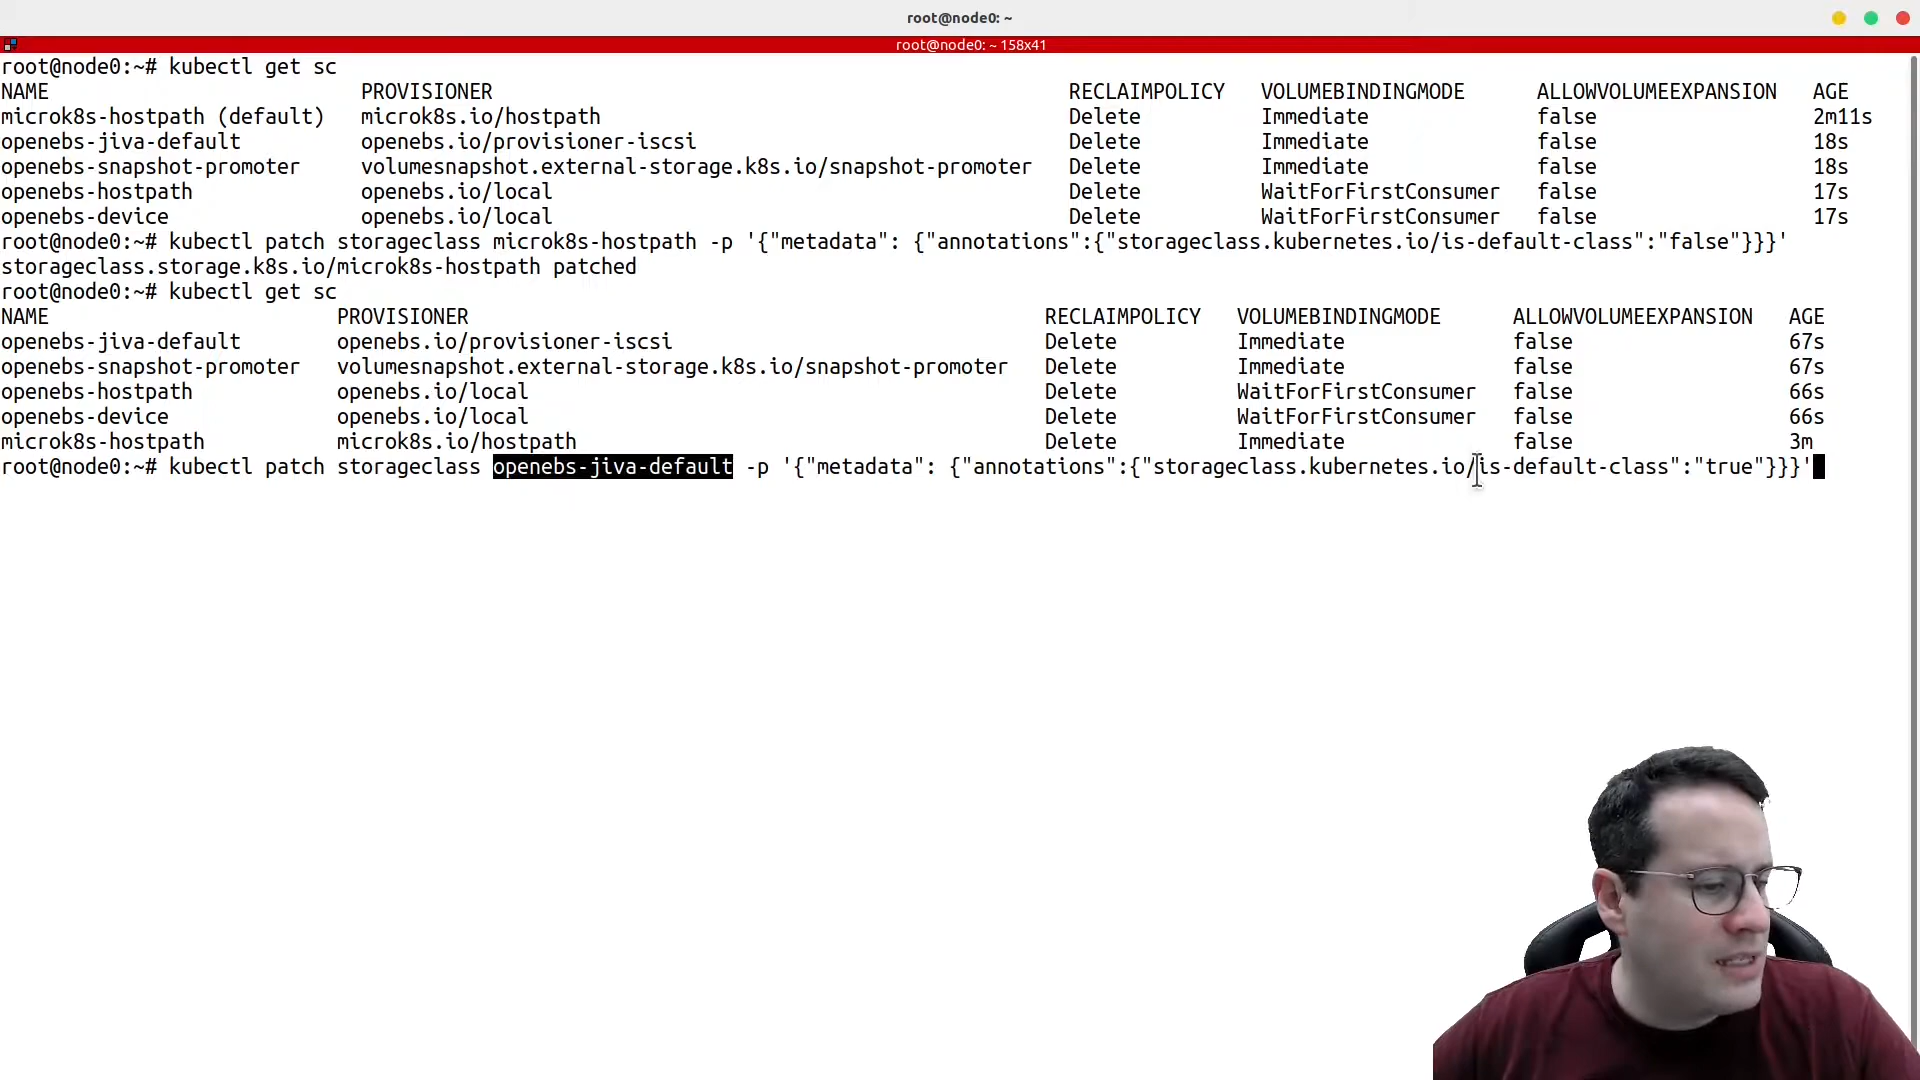 root@node0: ~
root@node0: ~ 158x41
root@node0:~# kubectl get sc
NAME PROVISIONER RECLAIMPOLICY VOLUMEBINDINGMODE ALLOWVOLUMEEXPANSION AGE
microk8s-hostpath (default) microk8s.io/hostpath Delete Immediate false 2m11s
openebs-jiva-default openebs.io/provisioner-iscsi Delete Immediate false 18s
openebs-snapshot-promoter volumesnapshot.external-storage.k8s.io/snapshot-promoter Delete Immediate false 18s
openebs-hostpath openebs.io/local Delete WaitForFirstConsumer false 17s
openebs-device openebs.io/local Delete WaitForFirstConsumer false 17s
root@node0:~# kubectl patch storageclass microk8s-hostpath -p '{"metadata": {"annotations":{"storageclass.kubernetes.io/is-default-class":"false"}}}'
storageclass.storage.k8s.io/microk8s-hostpath patched
root@node0:~# kubectl get sc
NAME PROVISIONER RECLAIMPOLICY VOLUMEBINDINGMODE ALLOWVOLUMEEXPANSION AGE
openebs-jiva-default openebs.io/provisioner-iscsi Delete Immediate false 67s
openebs-snapshot-promoter volumesnapshot.external-storage.k8s.io/snapshot-promoter Delete Immediate false 67s
openebs-hostpath openebs.io/local Delete WaitForFirstConsumer false 66s
openebs-device openebs.io/local Delete WaitForFirstConsumer false 66s
microk8s-hostpath microk8s.io/hostpath Delete Immediate false 3m
root@node0:~# kubectl patch storageclass openebs-jiva-default -p '{"metadata": {"annotations":{"storageclass.kubernetes.io/is-default-class":"true"}}}'